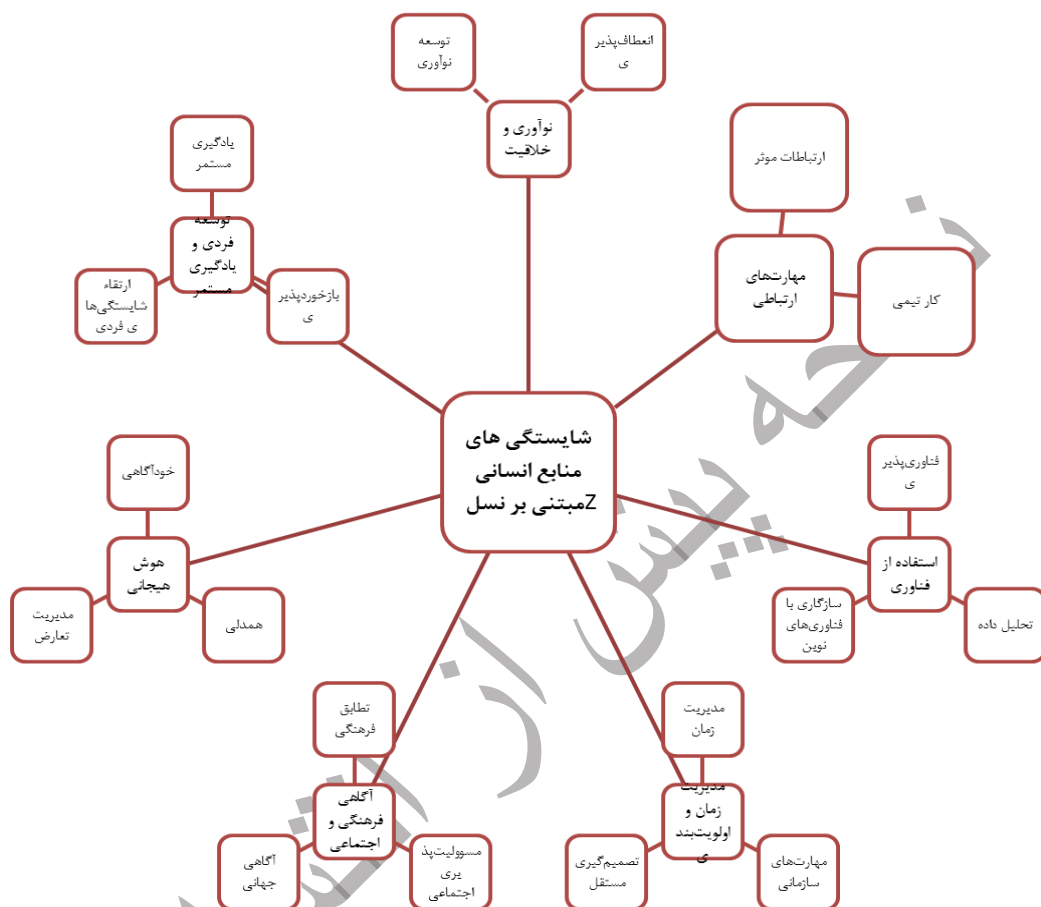 توسعه
نوآوری
انعطاف‌پذیر
ی
نوآوری و
خلاقیت
ارتباطات موثر
مهارت‌های
ارتباطی
کار تیمی
یادگیری
مستمر
توسعه
فردی و
یادگیری
مستمر
ارتقاء
شایستگی‌ها
ی فردی
بازخوردپذیر
ی
شایستگی های
منابع انسانی
مبتنی بر نسلZ
فناوری‌پذیر
ی
استفاده از
فناوری
سازگاری با
فناوری‌های
نوین
تحلیل داده
خودآگاهی
هوش
هیجانی
مدیریت
تعارض
همدلی
مدیریت
زمان
مدیریت
زمان و
اولویت‌بند
ی
تصمیم‌گیری
مستقل
مهارت‌های
سازمانی
تطابق
فرهنگی
آگاهی
فرهنگی و
اجتماعی
آگاهی
جهانی
مسوولیت‌پذ
یری
اجتماعی